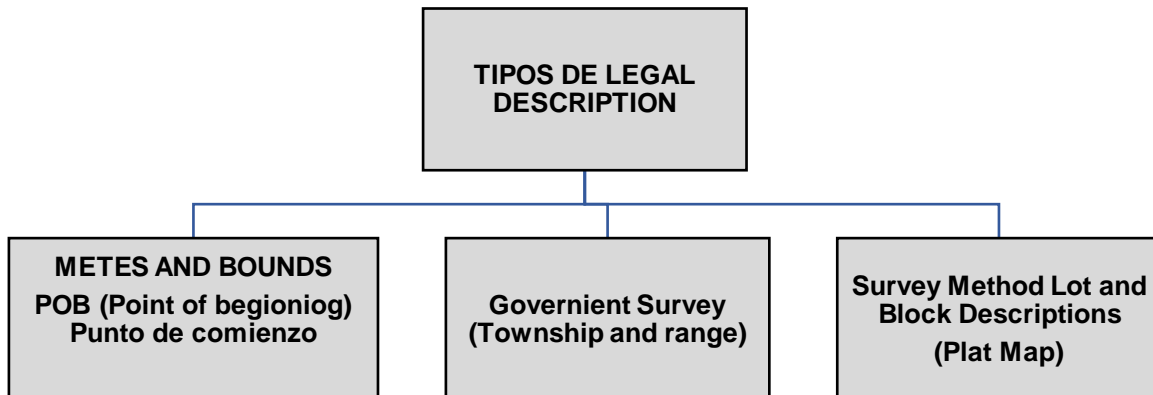 TIPOS DE LEGAL
DESCRIPTION
METES AND BOUNDS
POB (Point of begioniog)
Punto de comienzo
Governient Survey
(Township and range)
Survey Method Lot and
Block Descriptions
(Plat Map)